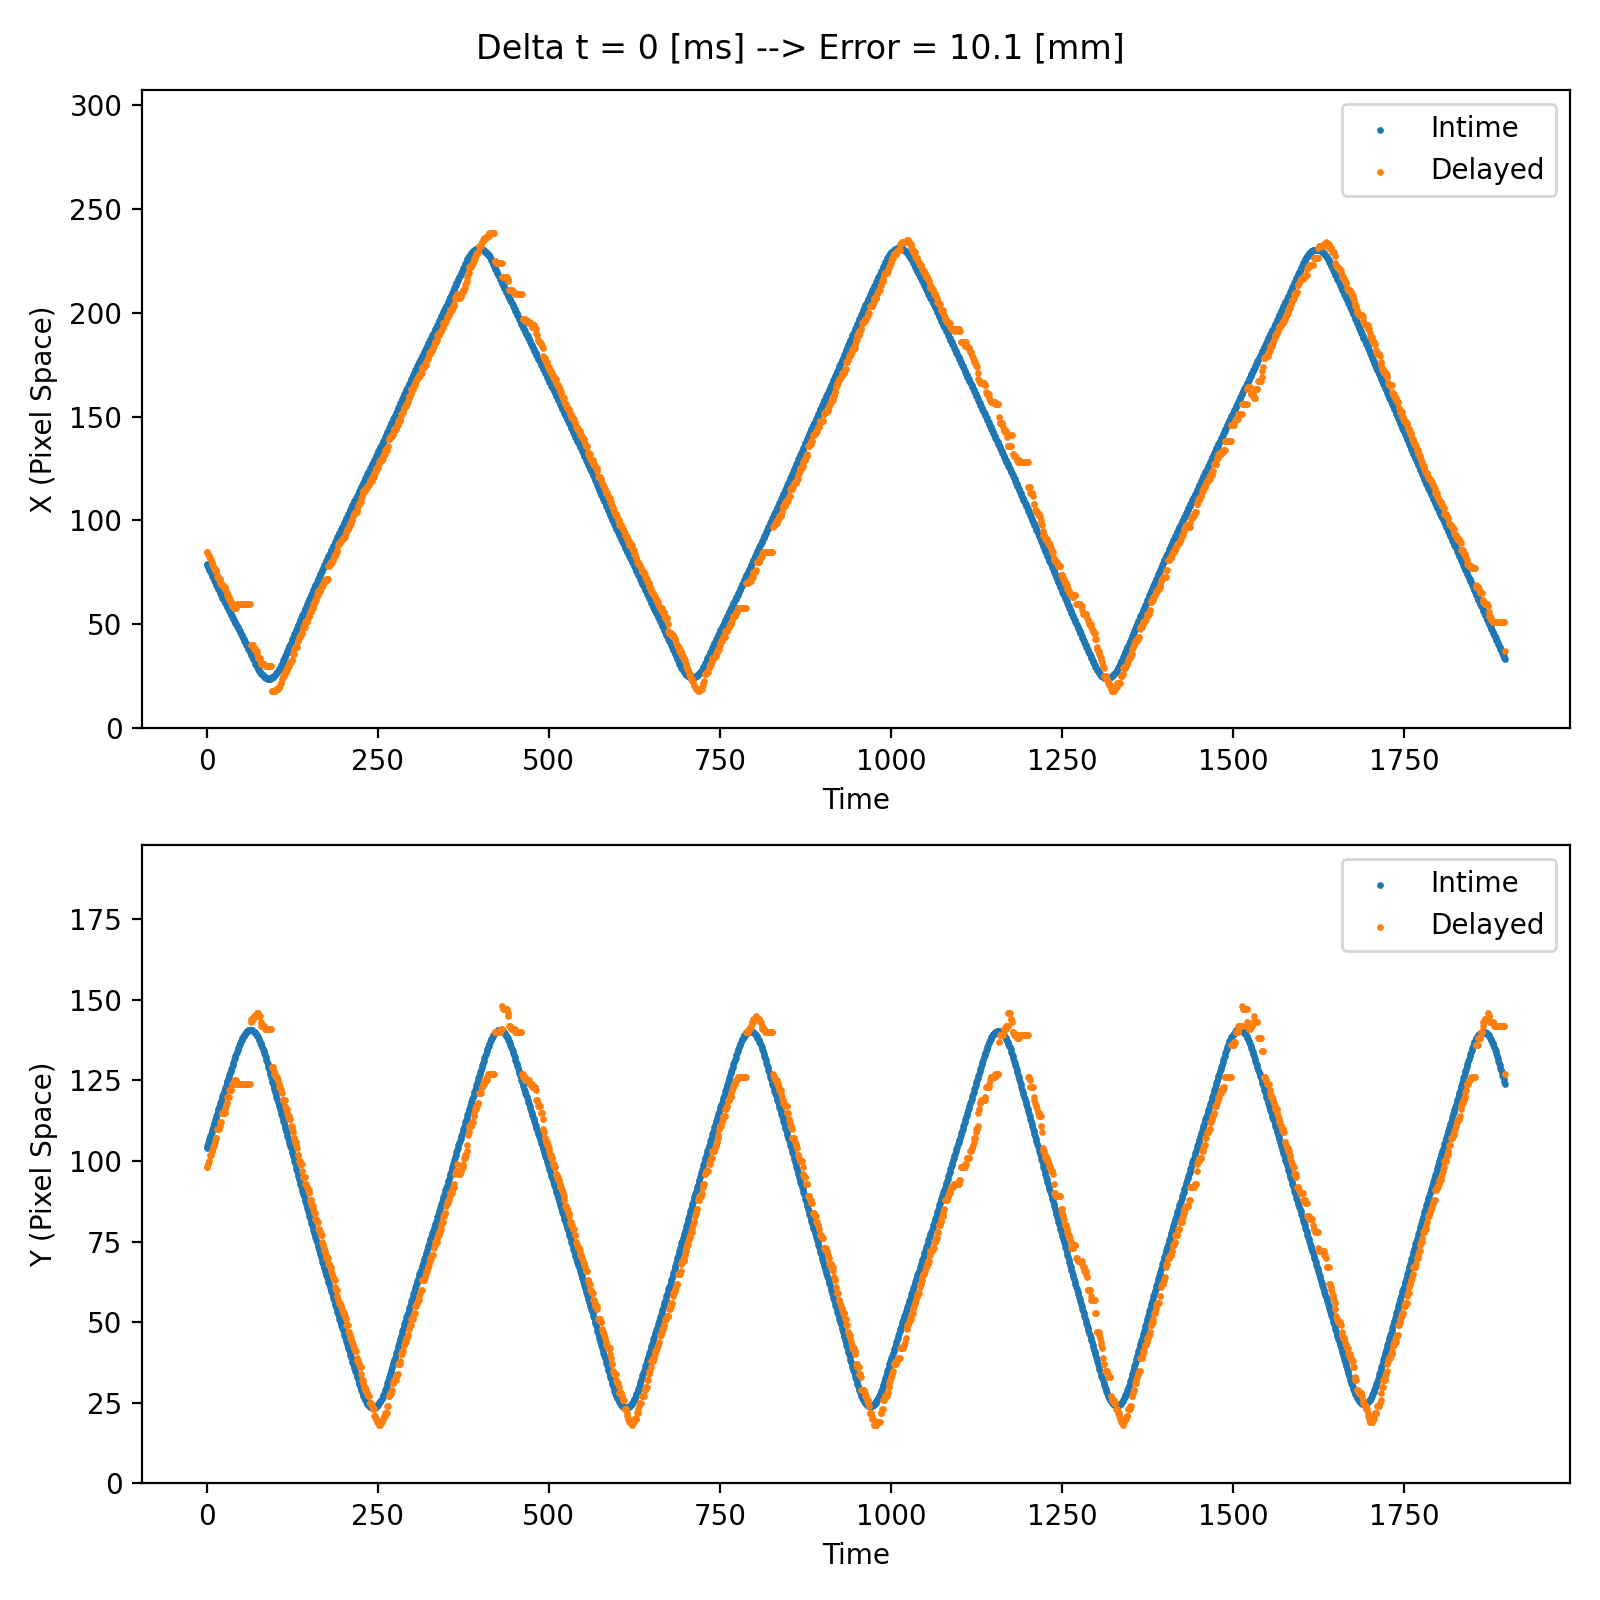 Delta t = 0 [ms] --> Error = 10.1 [mm]
300
250
200
150
100
50
0
X (Pixel Space)
Intime
Delayed
0 250 500 750 1000 1250 1500 1750
Time
175
150
125
100
75
50
25
0
Y (Pixel Space)
Intime
Delayed
0 250 500 750 1000 1250 1500 1750
Time